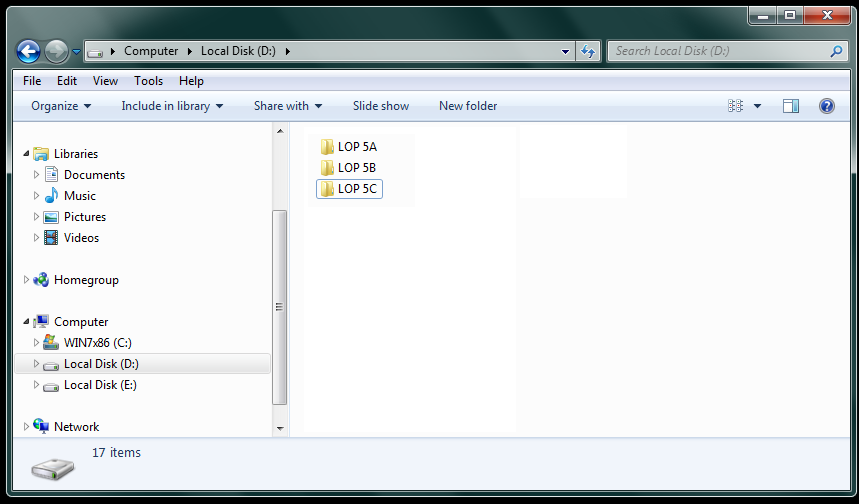 Computer Local Disk (D:)
Search Local Disk (D:)
File Edit View Tools Help
Organize Include in library Share with Slide show New folder
Libraries
Documents
Music
Pictures
Videos
Homegroup
Computer
WIN7x86 (C:)
Local Disk (D:)
Local Disk (E:)
Network
LOP 5A
LOP 5B
LOP 5C
17 items